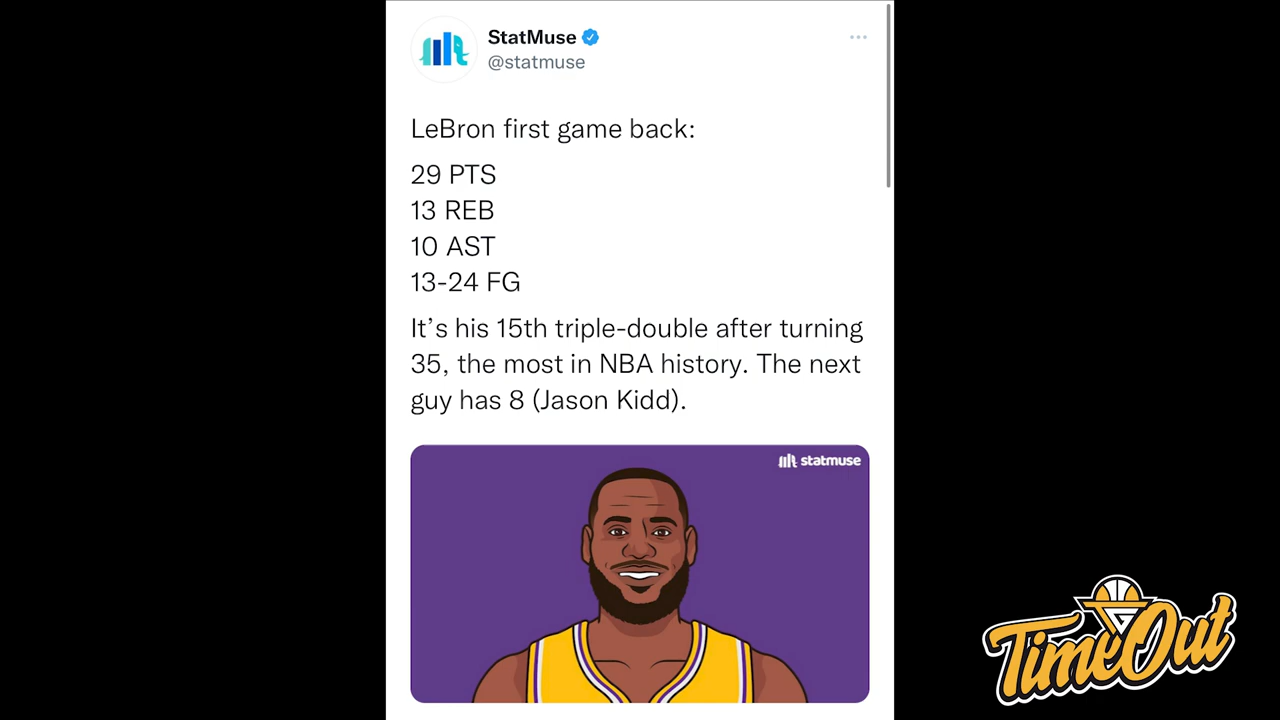 StatMuse
@statmuse
LeBron first game back:
29 PTS
13 REB
10 AST
13-24 FG
It’s his 15th triple-double after turning
35, the most in NBA history. The next
guy has 8 (Jason Kidd).
statmuse
TimeOut